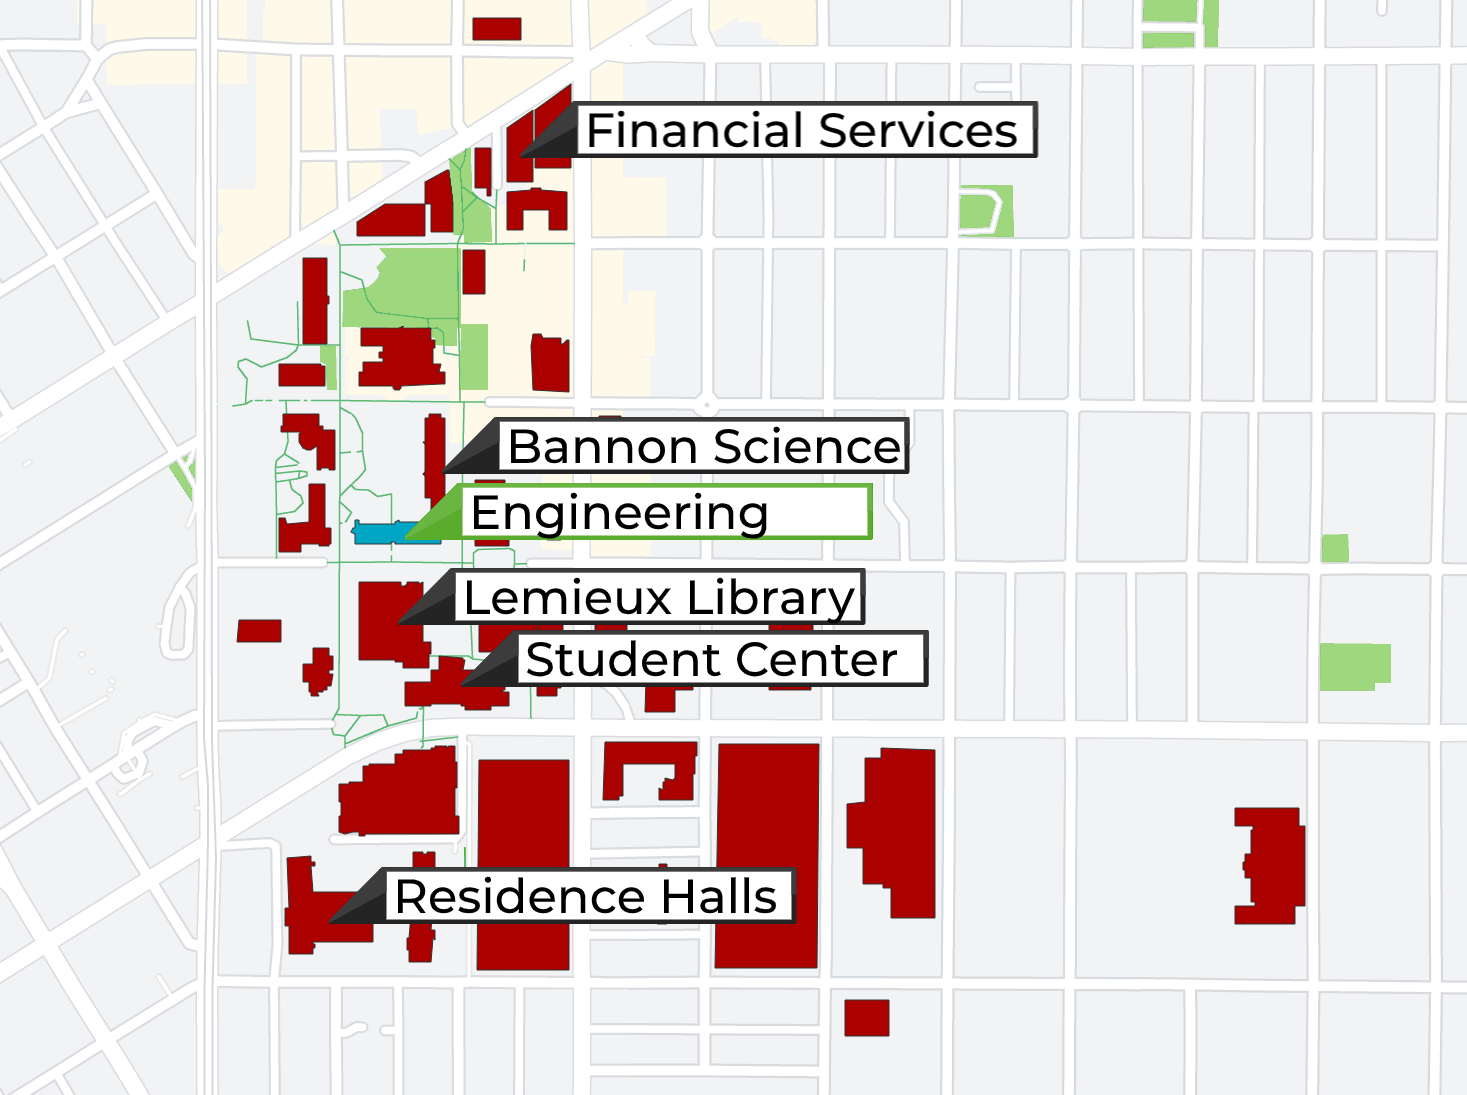 Financial Services
Bannon Science
Engineering
Lemieux Library
Student Center
Residence Halls